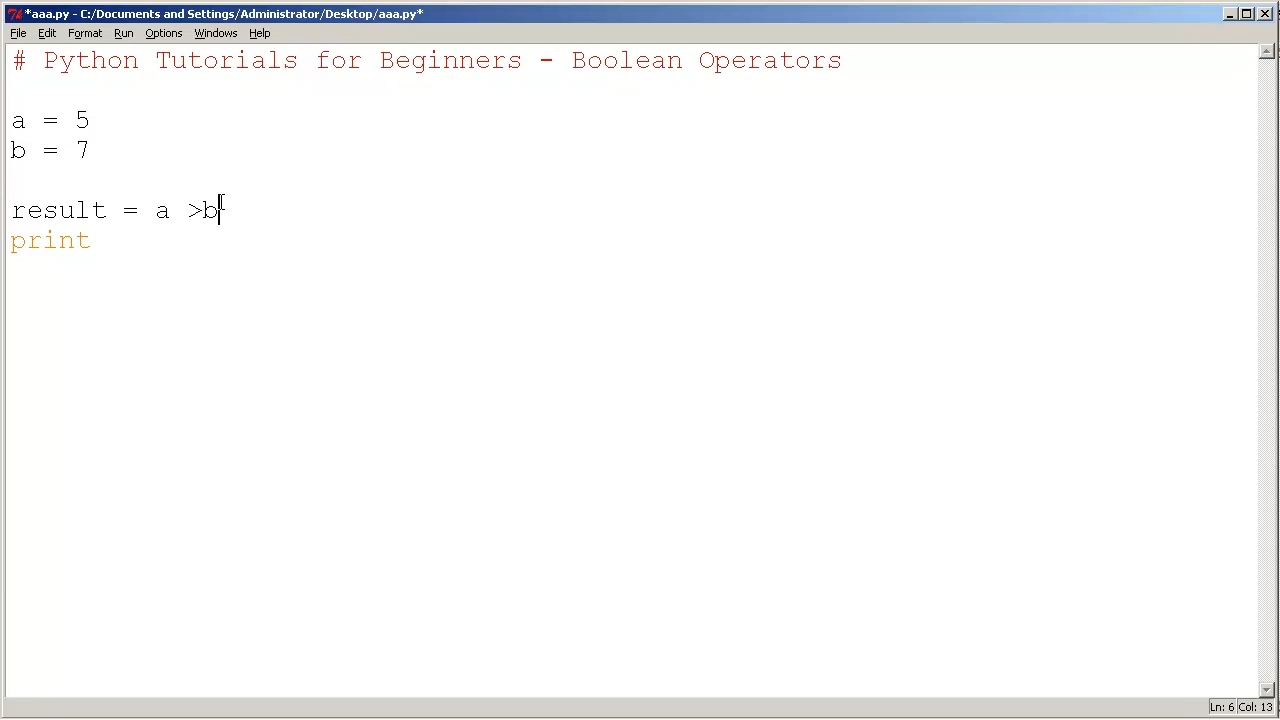 *aaa.py - C:/Documents and Settings/Administrator/Desktop/aaa.py*
File Edit Format Run Options Windows Help
# Python Tutorials for Beginners - Boolean Operators
a = 5
b = 7
result = a >b
print
Ln: 6 Col: 13